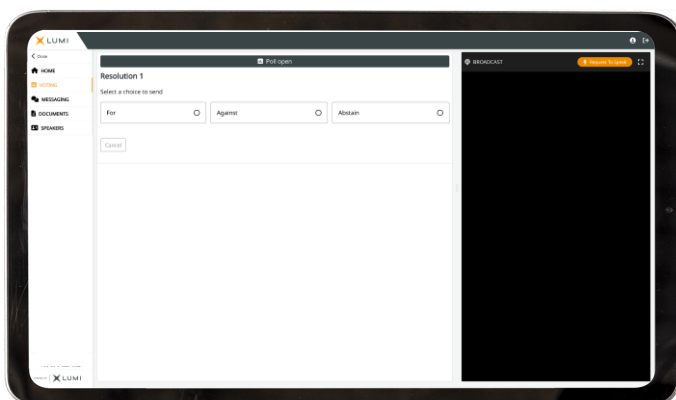 LUMI
Close
HOME
VOTING
MESSAGING
DOCUMENTS
SPEAKERS
Poll open
Resolution 1
Select a choice to send
For
Against
Abstain
Cancel
BROADCAST
Request To Speak
LUMI